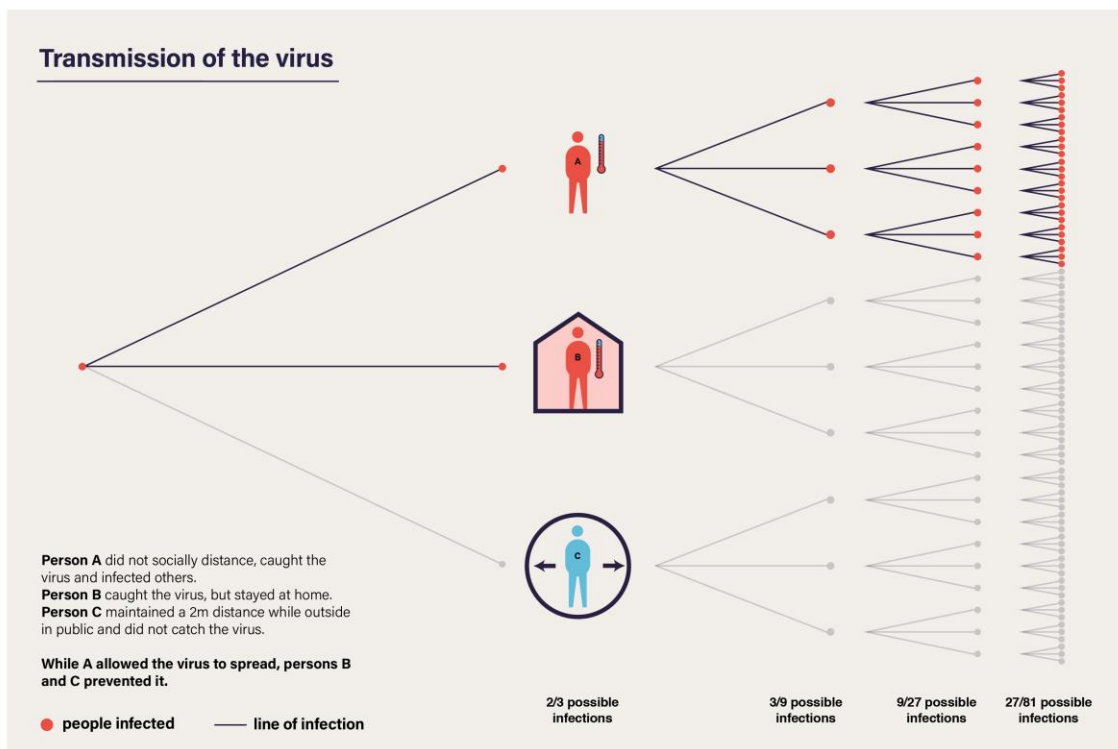 Transmission of the virus
A
B
C
Person A did not socially distance, caught the
virus and infected others.
Person B caught the virus, but stayed at home.
Person C maintained a 2m distance while outside
in public and did not catch the virus.
While A allowed the virus to spread, persons B
and C prevented it.
people infected
line of infection
2/3 possible
infections
3/9 possible
infections
9/27 possible
infections
27/81 possible
infections